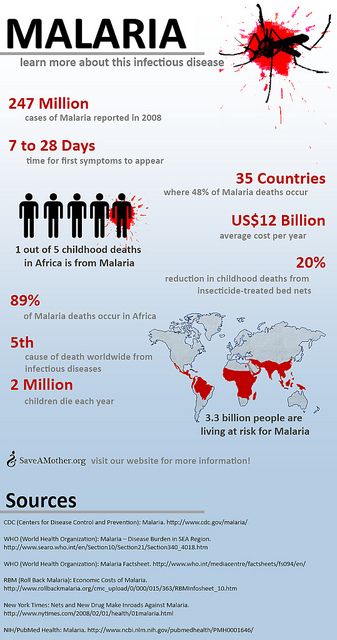 MALARIA
learn more about this infectious disease
247 Million
cases of Malaria reported in 2008
7 to 28 Days
time for first symptoms to appear
35 Countries
where 48% of Malaria deaths occur
1 out of 5 childhood deaths
in Africa is from Malaria
US$12 Billion
average cost per year
20%
reduction in childhood deaths from
insecticide-treated bed nets
89%
of Malaria deaths occur in Africa
5th
cause of death worldwide from
infectious diseases
2 Million
children die each year
3.3 billion people are
living at risk for Malaria
SaveAMother.org visit our website for more information!
Sources
CDC (Centers for Disease Control and Prevention): Malaria. http://www.cdc.gov/malaria/
WHO (World Health Organization): Malaria – Disease Burden in SEA Region.
http://www.searo.who.int/en/Section10/Section21/Section340_4018.htm
WHO (World Health Organization): Malaria Factsheet. http://www.who.int/mediacentre/factsheets/fs094/en/
RBM (Roll Back Malaria): Economic Costs of Malaria.
http://www.rollbackmalaria.org/cmc_upload/0/000/015/363/RBMInfosheet_10.htm
New York Times: Nets and New Drug Make Inroads Against Malaria.
http://www.nytimes.com/2008/02/01/health/01malaria.html
NIH/PubMed Health: Malaria. http://www.ncbi.nlm.nih.gov/pubmedhealth/PMH0001646/